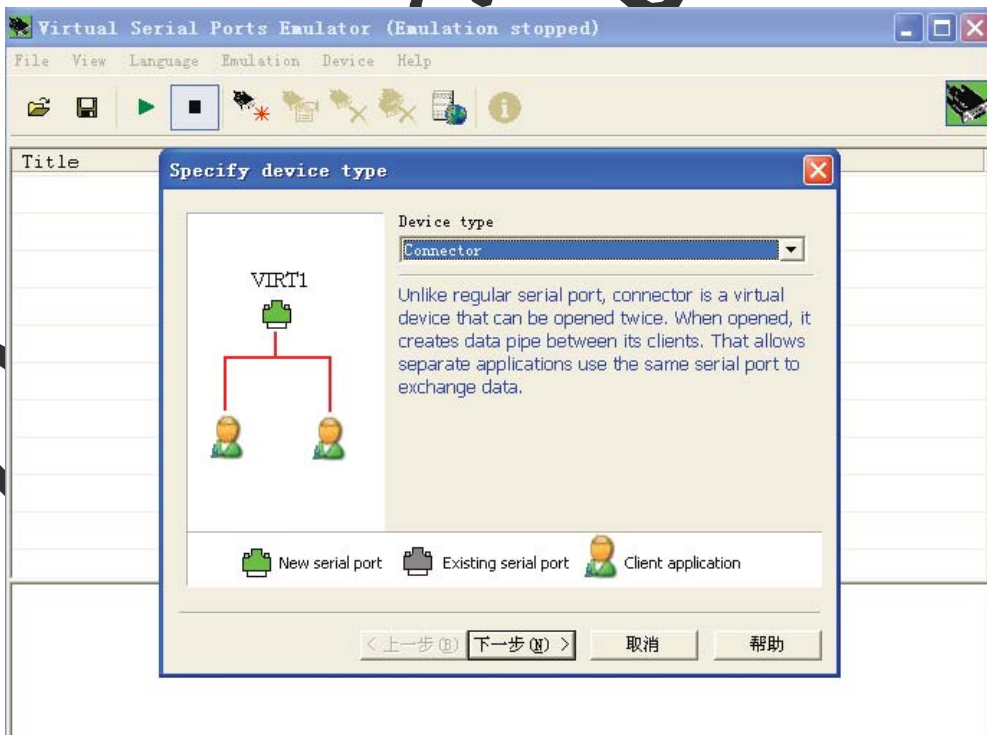 Virtual Serial Ports Emulator (Emulation stopped)
File View Language Emulation Device Help
Title
Specify device type
Device type
Connector
VIRT1
Unlike regular serial port, connector is a virtual
device that can be opened twice. When opened, it
creates data pipe between its clients. That allows
separate applications use the same serial port to
exchange data.
New serial port Existing serial port Client application
< 上一步(B) 下一步(N) > 取消 帮助